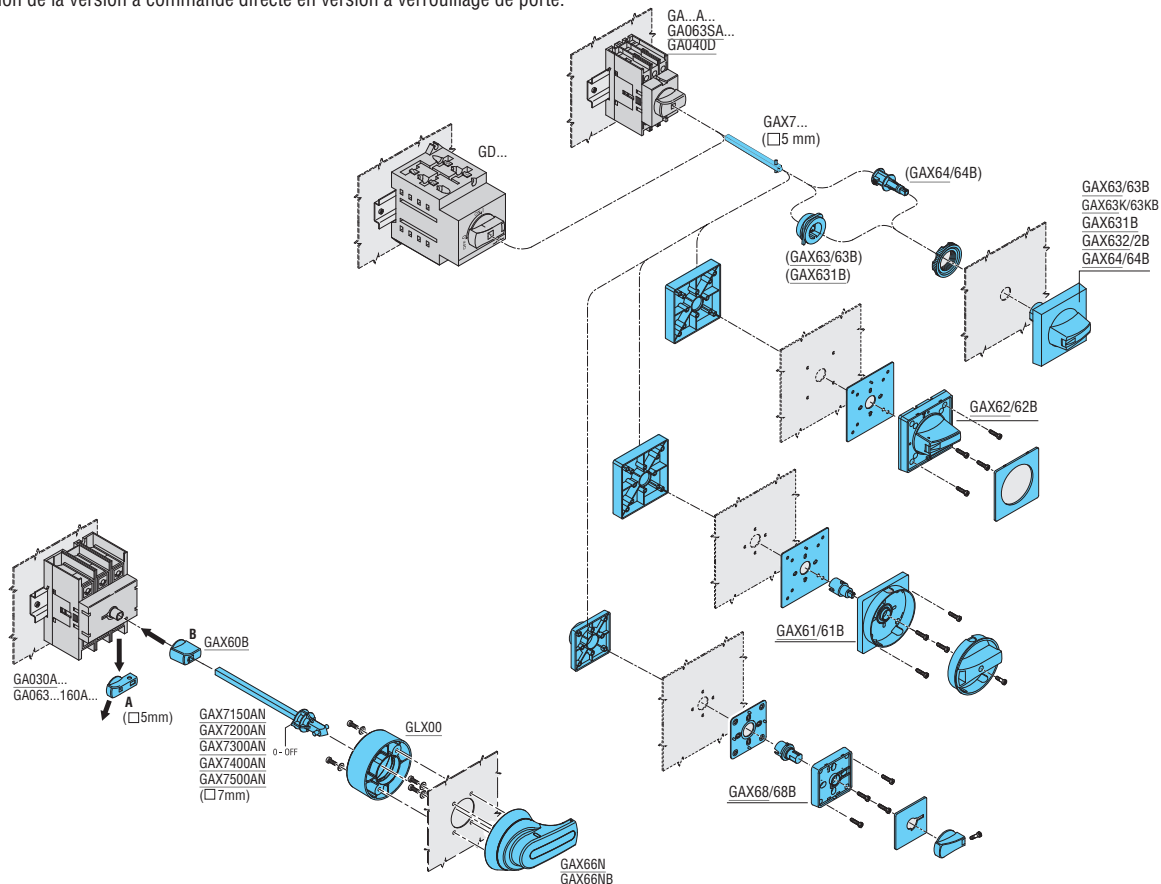 de la version à commande directe en version à verrouillage de porte.
GA...A...
GA063SA...
GA040D
GD...
GAX7...
(□5 mm)
(GAX64/64B)
GAX63/63B
GAX63K/63KB
GAX631B
GAX632/2B
GAX64/64B
(GAX63/63B)
(GAX631B)
GAX62/62B
GAX61/61B
GAX68/68B
B
GAX60B
GA030A...
GA063...160A...
A
(□5mm)
GAX7150AN
GAX7200AN
GAX7300AN
GAX7400AN
GAX7500AN
(□7mm)
0 - OFF
GLX00
GAX66N
GAX66NB